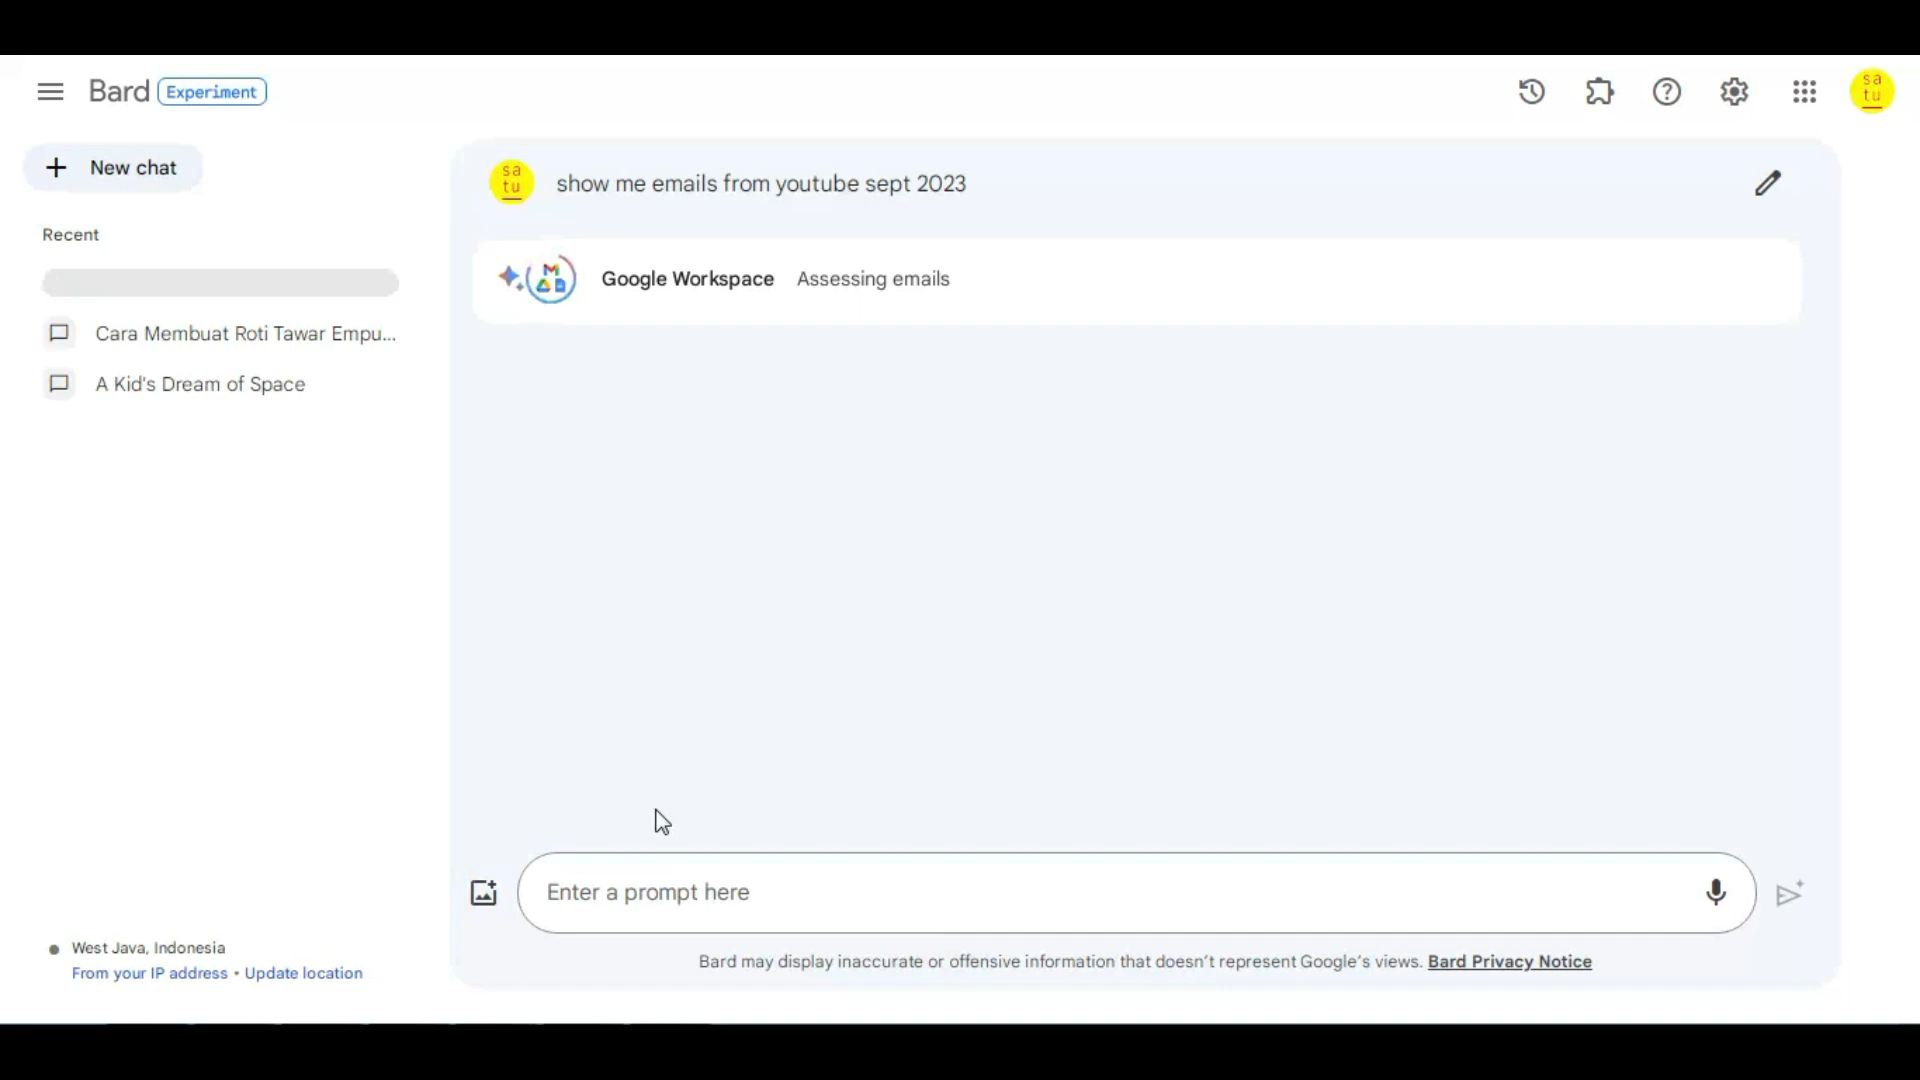 Bard Experiment
sa
tu
New chat
Recent
Cara Membuat Roti Tawar Empu...
A Kid's Dream of Space
West Java, Indonesia
From your IP address • Update location
sa
tu
show me emails from youtube sept 2023
Google Workspace Assessing emails
Enter a prompt here
Bard may display inaccurate or offensive information that doesn't represent Google's views. Bard Privacy Notice